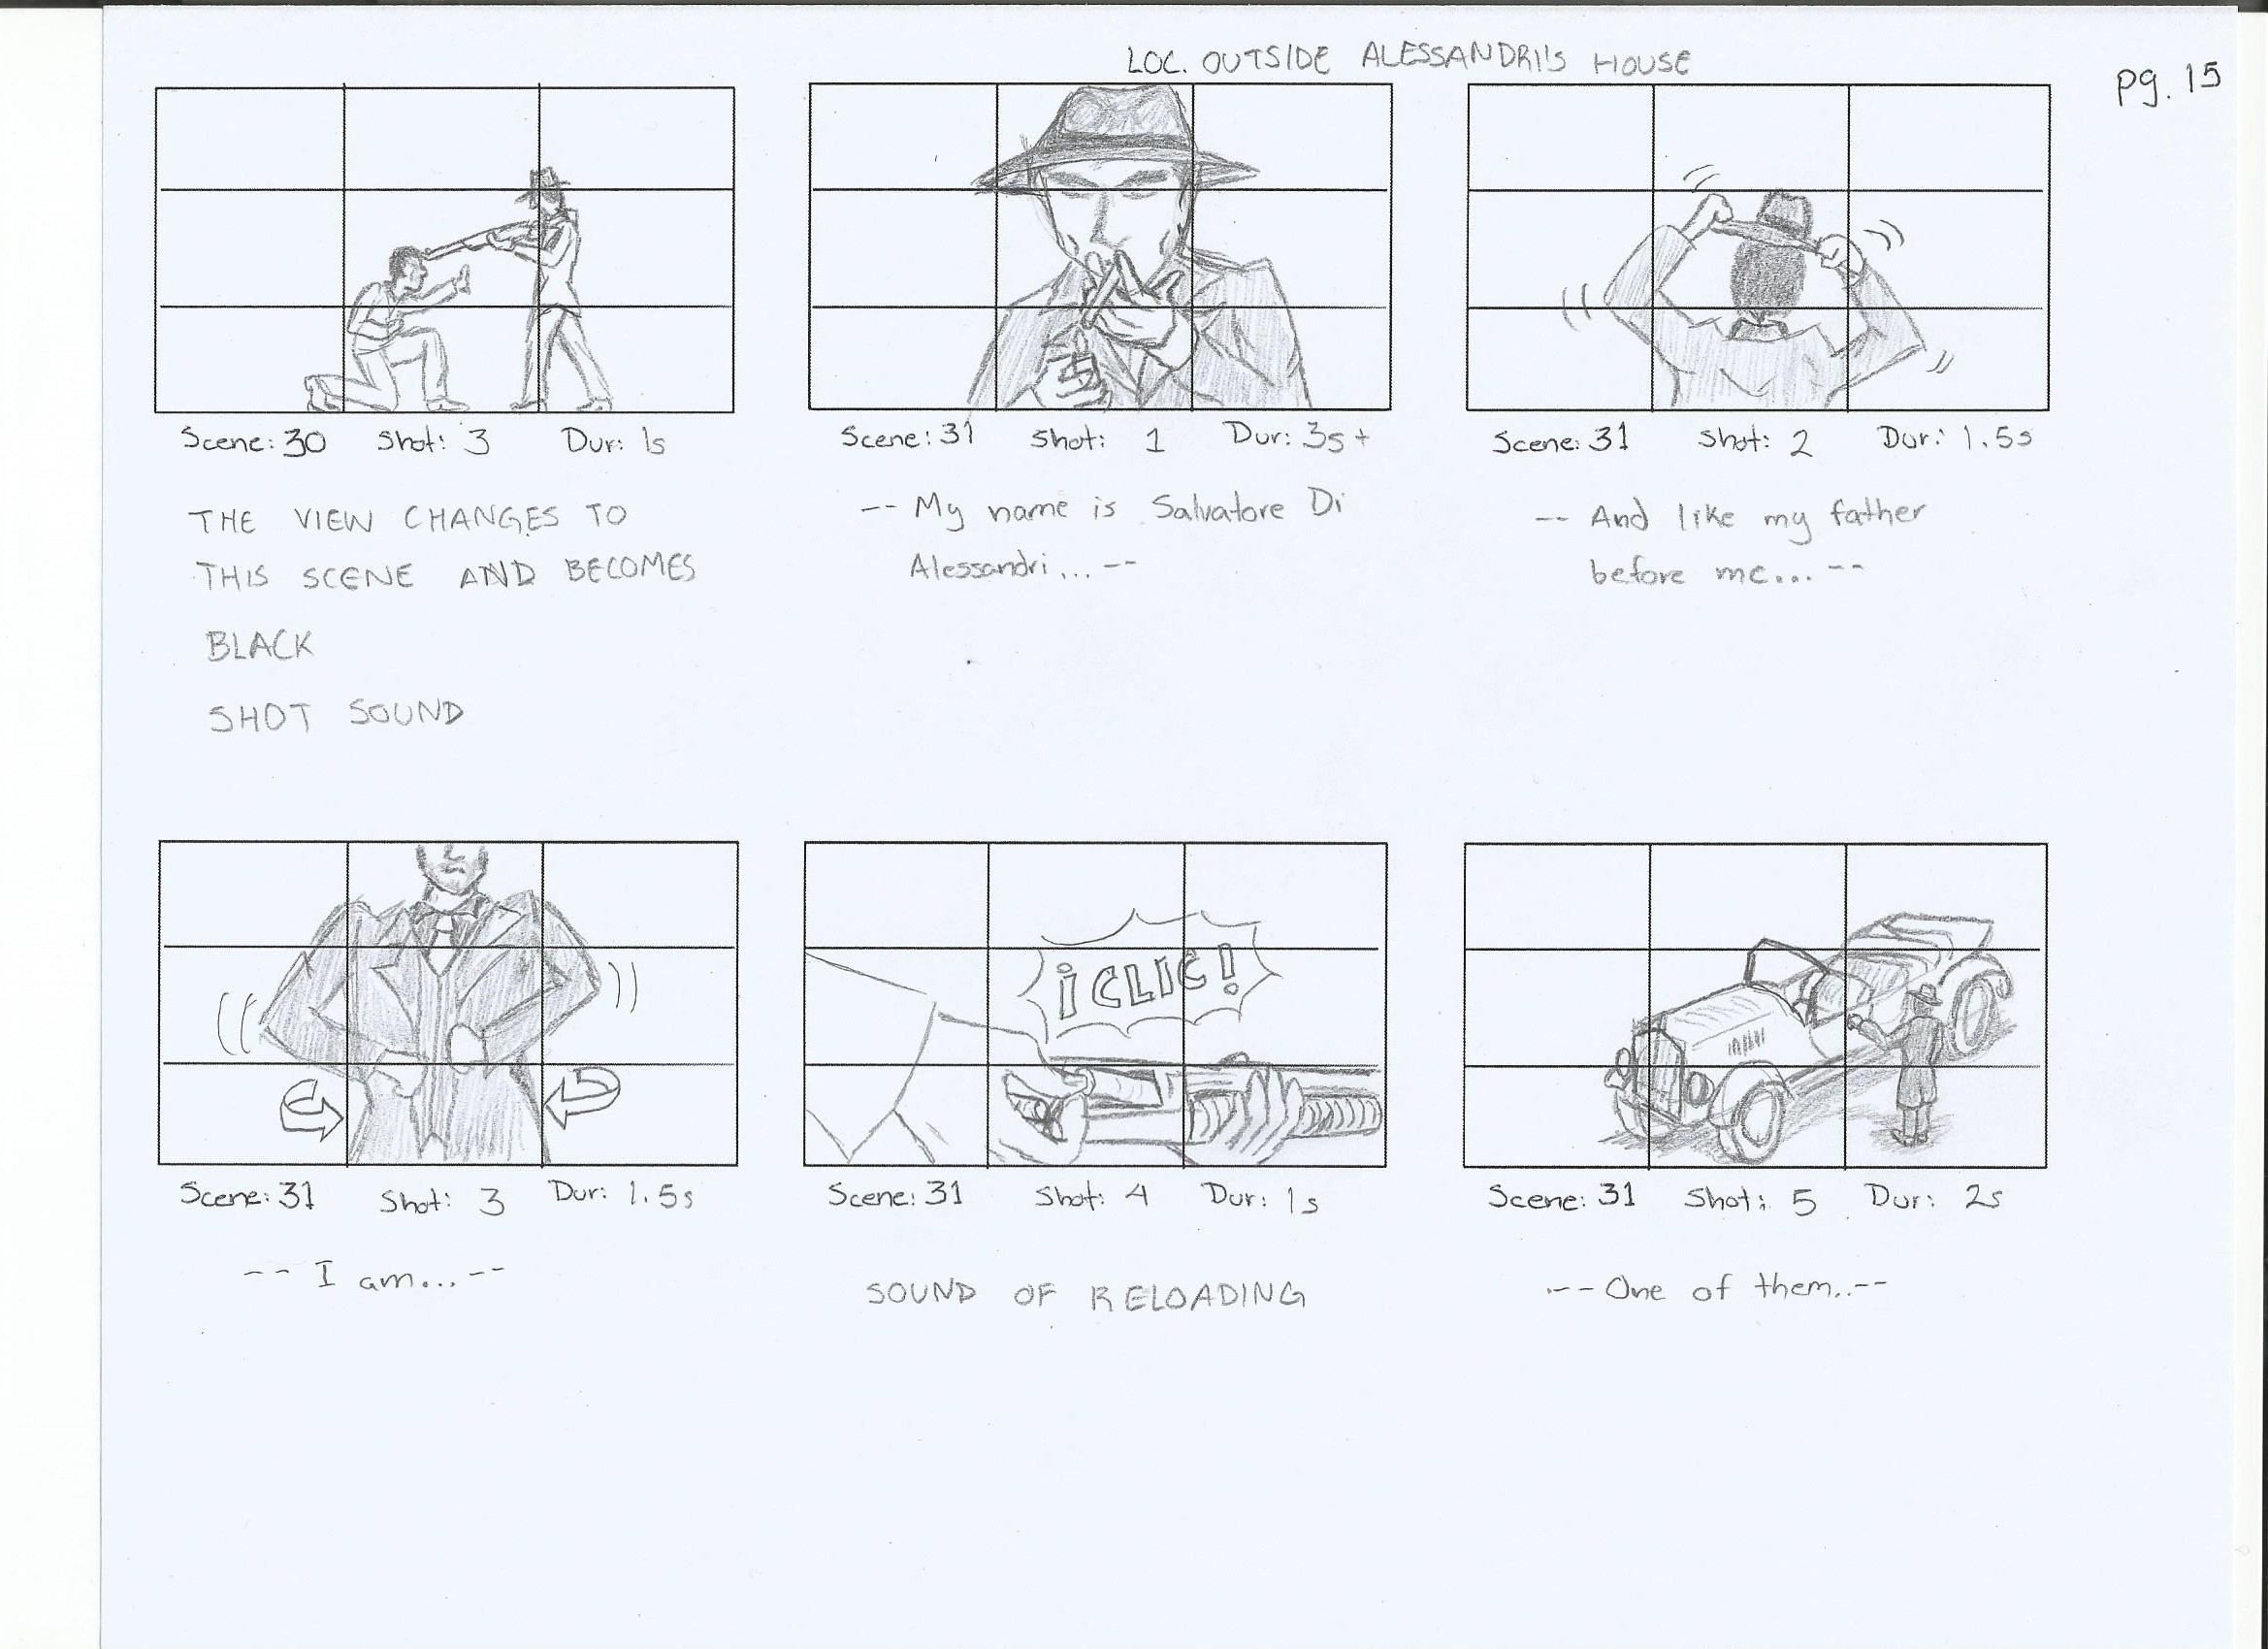 LOC. OUTSIDE ALESSANDRI'S HOUSE
pg. 15
Scene: 30 Shot: 3 Dur: 1s
THE VIEW CHANGES TO
THIS SCENE AND BECOMES
BLACK
SHOT SOUND
Scene: 31 Shot: 1 Dur: 3s +
-- My name is Salvatore Di
Alessandri... --
Scene: 31 Shot: 2 Dur: 1.5s
-- And like my father
before me... --
Scene: 31 Shot: 3 Dur: 1.5s
-- I am... --
¡CLIC!
Scene: 31 Shot: 4 Dur: 1s
SOUND OF RELOADING
Scene: 31 Shot: 5 Dur: 2s
-- One of them.. --